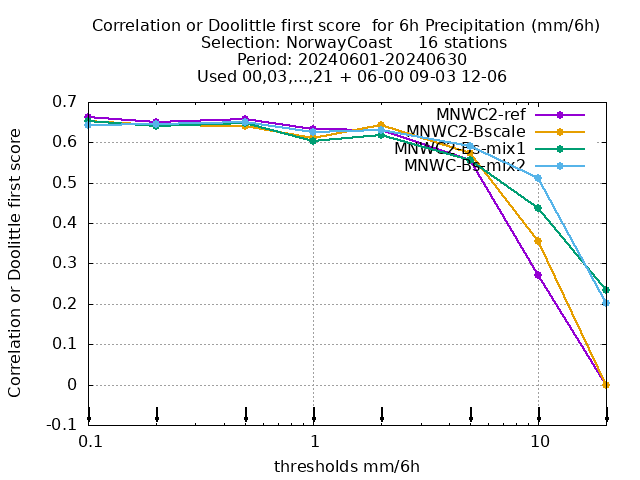 Correlation or Doolittle first score  for 6h Precipitation (mm/6h)
Selection: NorwayCoast     16 stations
Period: 20240601-20240630
Used 00,03,...,21 + 06-00 09-03 12-06
Correlation or Doolittle first score
0.7
0.6
0.5
0.4
0.3
0.2
0.1
0
-0.1
MNWC2-ref
MNWC2-Bscale
MNWC2-Bs-mix1
MNWC-Bs-mix2
0.1
1
10
thresholds mm/6h